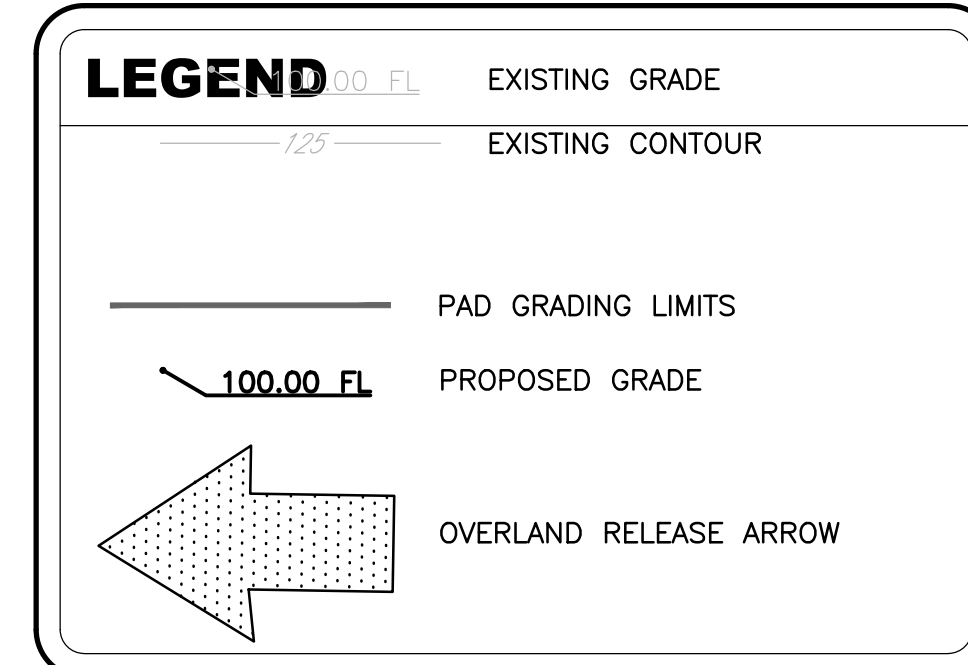 LEGEND 100.00 FL EXISTING GRADE
125 EXISTING CONTOUR
PAD GRADING LIMITS
100.00 FL PROPOSED GRADE
OVERLAND RELEASE ARROW